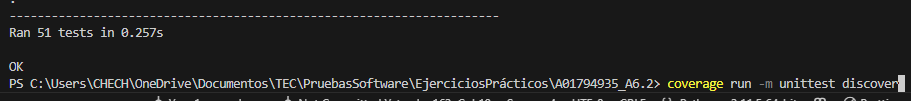 .
----------------------------------------------------------------------
Ran 51 tests in 0.257s
OK
PS C:\Users\CHECH\OneDrive\Documentos\TEC\PruebasSoftware\EjerciciosPrácticos\A01794935_A6.2> coverage run -m unittest discover